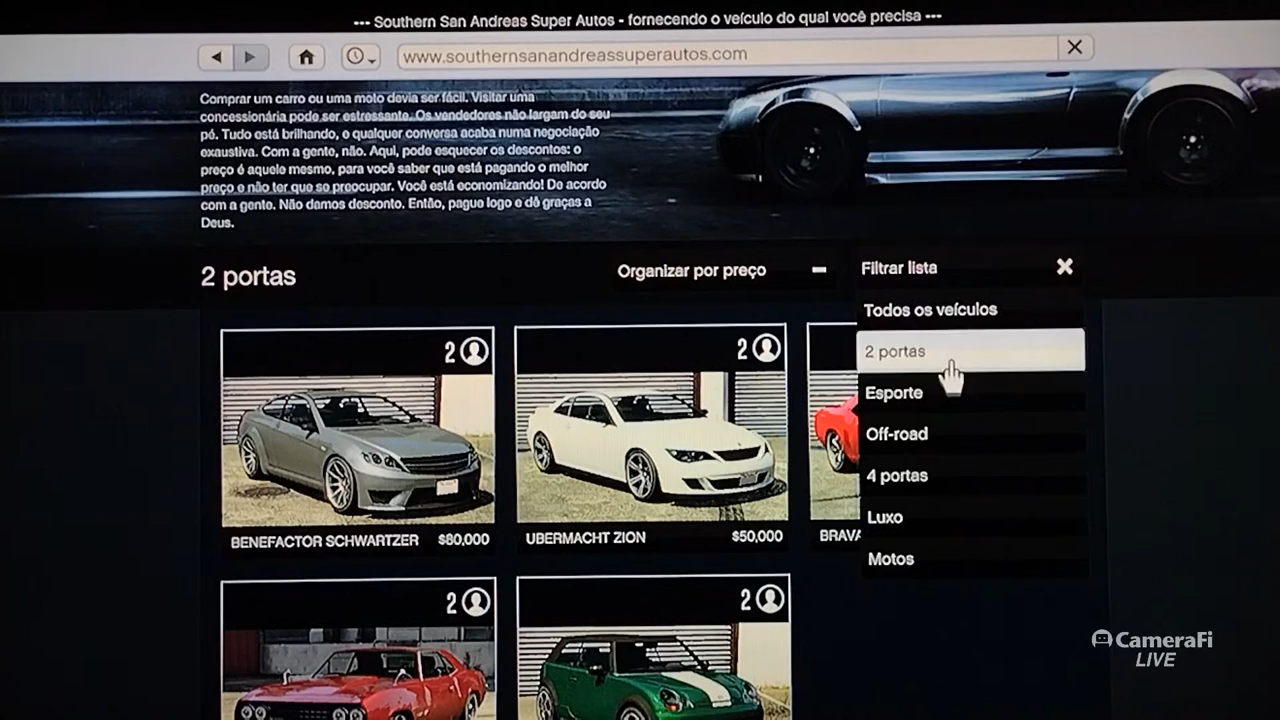 --- Southern San Andreas Super Autos - fornecendo o veículo do qual você precisa ---
www.southernsanandreassuperautos.com
Comprar um carro ou uma moto devia ser fácil. Visitar uma
concessionária pode ser estressante. Os vendedores não largam do seu
pé. Tudo está brilhando, e qualquer conversa acaba numa negociação
exaustiva. Com a gente, não. Aqui, pode esquecer os descontos: o
preço é aquele mesmo, para você saber que está pagando o melhor
preço e não ter que se preocupar. Você está economizando! De acordo
com a gente. Não damos desconto. Então, pague logo e dê graças a
Deus.
2 portas
Organizar por preço
Filtrar lista
Todos os veículos
2 portas
Esporte
Off-road
4 portas
Luxo
Motos
2
2
BENEFACTOR SCHWARTZER $80,000
UBERMACHT ZION $50,000
BRAVA
2
2
CameraFi
LIVE